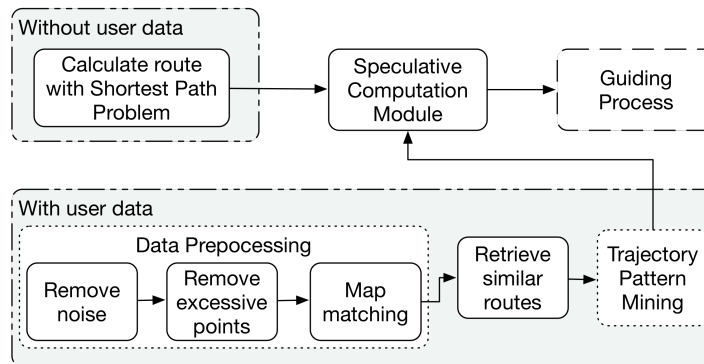 Without user data
Calculate route
with Shortest Path
Problem
Speculative
Computation
Module
Guiding
Process
With user data
Data Prepocessing
Remove
noise
Remove
excessive
points
Map
matching
Retrieve
similar
routes
Trajectory
Pattern
Mining